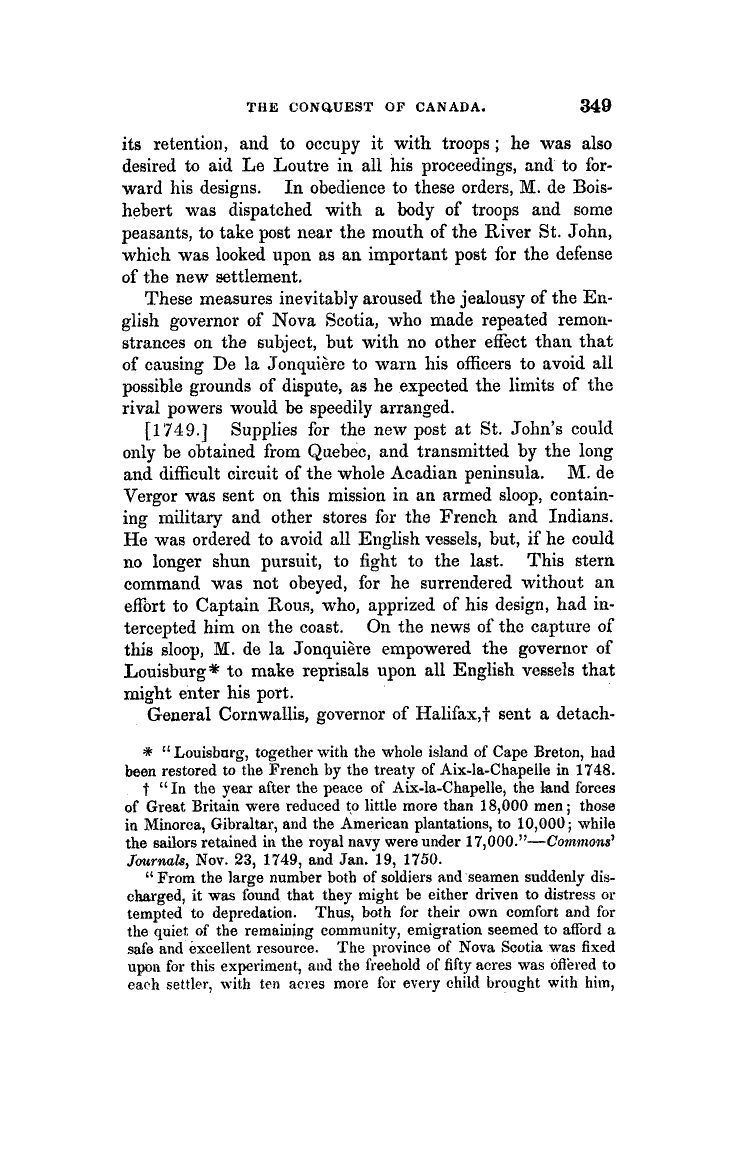 THE CONQUEST OF CANADA. 349
its retention, and to occupy it with troops; he was also
desired to aid Le Loutre in all his proceedings, and to for-
ward his designs. In obedience to these orders, M. de Bois-
hebert was dispatched with a body of troops and some
peasants, to take post near the mouth of the River St. John,
which was looked upon as an important post for the defense
of the new settlement.
These measures inevitably aroused the jealousy of the En-
glish governor of Nova Scotia, who made repeated remon-
strances on the subject, but with no other effect than that
of causing De la Jonquière to warn his officers to avoid all
possible grounds of dispute, as he expected the limits of the
rival powers would be speedily arranged.
[1749.] Supplies for the new post at St. John's could
only be obtained from Quebec, and transmitted by the long
and difficult circuit of the whole Acadian peninsula. M. de
Vergor was sent on this mission in an armed sloop, contain-
ing military and other stores for the French and Indians.
He was ordered to avoid all English vessels, but, if he could
no longer shun pursuit, to fight to the last. This stern
command was not obeyed, for he surrendered without an
effort to Captain Rous, who, apprized of his design, had in-
tercepted him on the coast. On the news of the capture of
this sloop, M. de la Jonquière empowered the governor of
Louisburg* to make reprisals upon all English vessels that
might enter his port.
General Cornwallis, governor of Halifax,† sent a detach-
* "Louisburg, together with the whole island of Cape Breton, had
been restored to the French by the treaty of Aix-la-Chapelle in 1748.
† "In the year after the peace of Aix-la-Chapelle, the land forces
of Great Britain were reduced to little more than 18,000 men; those
in Minorca, Gibraltar, and the American plantations, to 10,000; while
the sailors retained in the royal navy were under 17,000."—Commons'
Journals, Nov. 23, 1749, and Jan. 19, 1750.
"From the large number both of soldiers and seamen suddenly dis-
charged, it was found that they might be either driven to distress or
tempted to depredation. Thus, both for their own comfort and for
the quiet of the remaining community, emigration seemed to afford a
safe and excellent resource. The province of Nova Scotia was fixed
upon for this experiment, and the freehold of fifty acres was offered to
each settler, with ten acres more for every child brought with him,